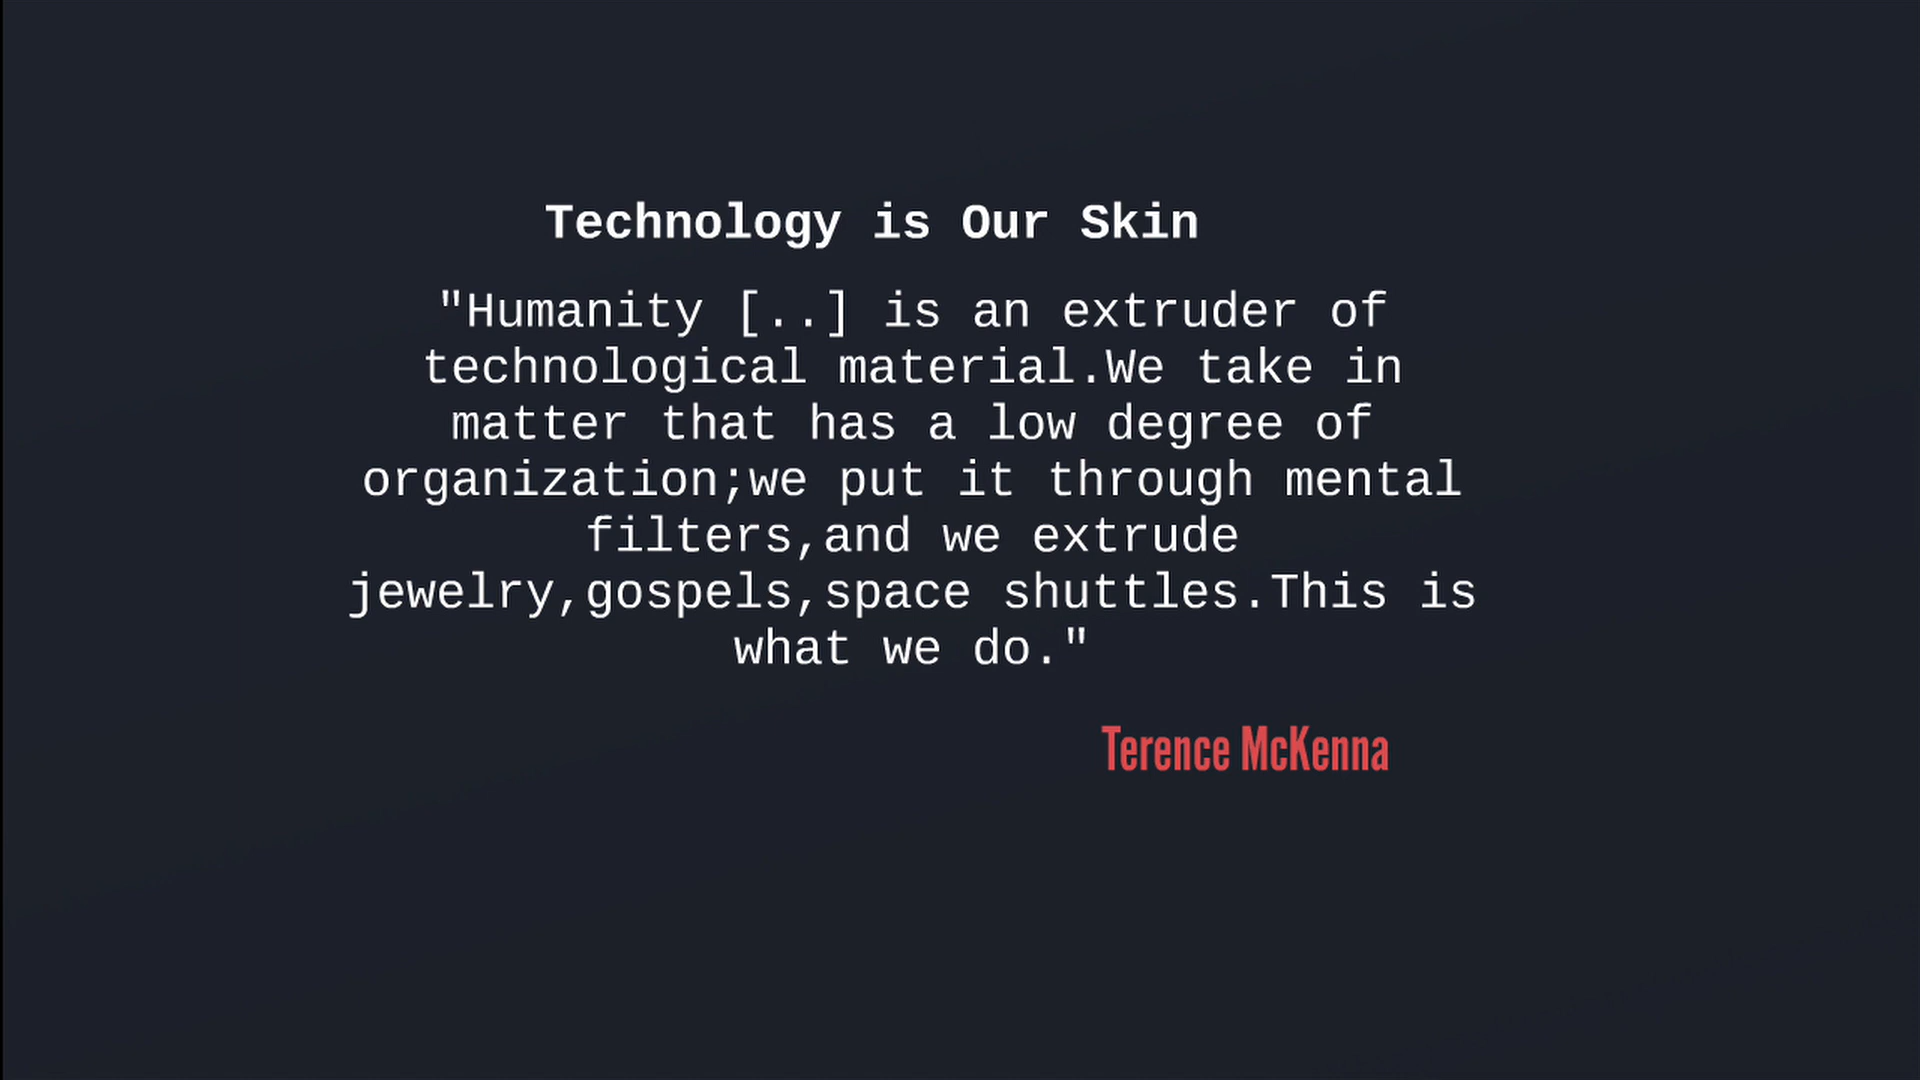 Technology is Our Skin
"Humanity [..] is an extruder of
technological material.We take in
matter that has a low degree of
organization;we put it through mental
filters,and we extrude
jewelry,gospels,space shuttles.This is
what we do."
Terence McKenna